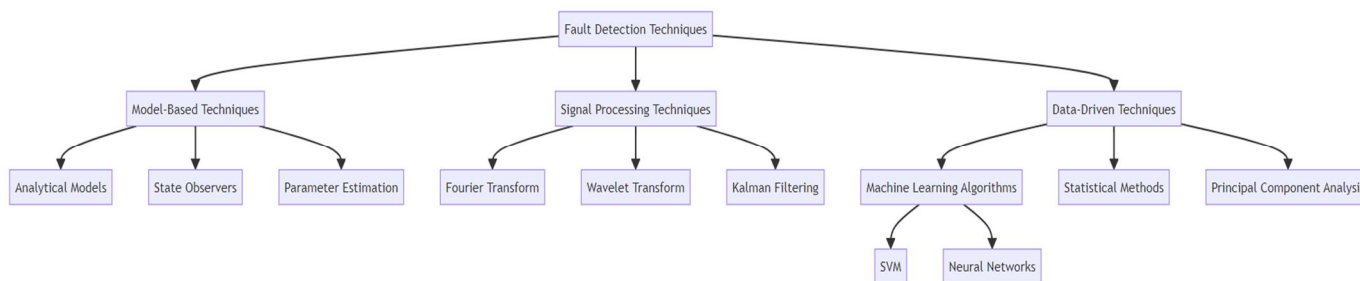 Fault Detection Techniques
Model-Based Techniques
Signal Processing Techniques
Data-Driven Techniques
Analytical Models
State Observers
Parameter Estimation
Fourier Transform
Wavelet Transform
Kalman Filtering
Machine Learning Algorithms
Statistical Methods
Principal Component Analysi
SVM
Neural Networks